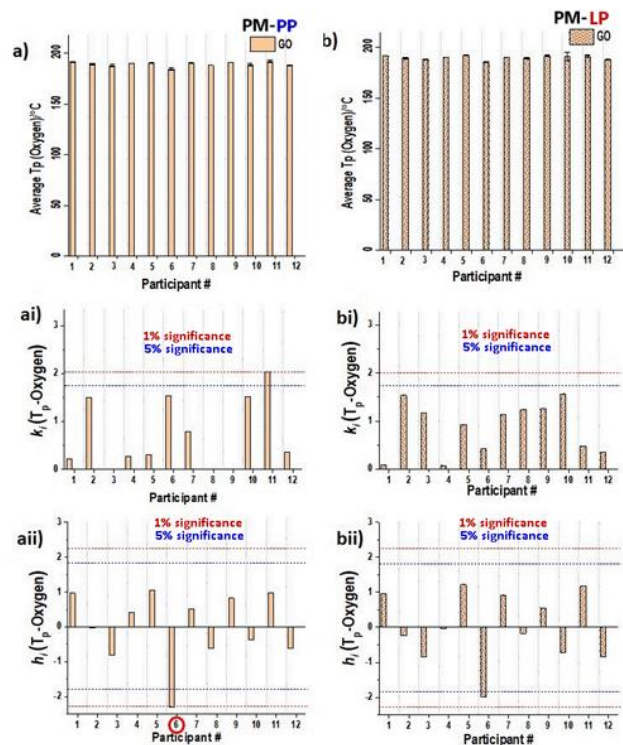 PM-PP
a)
GO
Average Tp (Oxygen)/°C
200
150
100
50
0
1 2 3 4 5 6 7 8 9 10 11 12
Participant #
PM-LP
b)
GO
Average Tp (Oxygen)/°C
200
150
100
50
0
1 2 3 4 5 6 7 8 9 10 11 12
Participant #
ai)
1% significance
5% significance
ki (Tp-Oxygen)
3
2
1
0
1 2 3 4 5 6 7 8 9 10 11 12
Participant #
bi)
1% significance
5% significance
ki (Tp-Oxygen)
3
2
1
0
1 2 3 4 5 6 7 8 9 10 11 12
Participant #
aii)
1% significance
5% significance
hi (Tp-Oxygen)
3
2
1
0
-1
-2
1 2 3 4 5 6 7 8 9 10 11 12
Participant #
bii)
1% significance
5% significance
hi (Tp-Oxygen)
3
2
1
0
-1
-2
1 2 3 4 5 6 7 8 9 10 11 12
Participant #